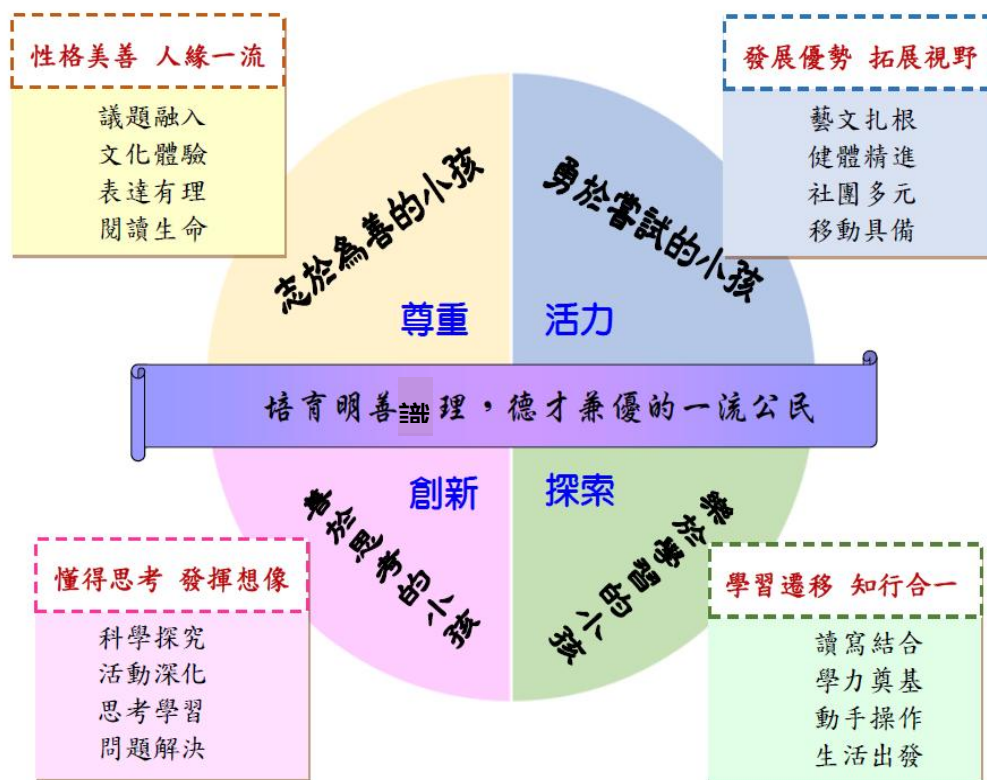 性格美善 人緣一流
議題融入
文化體驗
表達有理
閱讀生命
發展優勢 拓展視野
藝文扎根
健體精進
社團多元
移動具備
志於為善的小孩
勇於嘗試的小孩
尊重
活力
培育明善識理，德才兼優的一流公民
創新
探索
善於思考的小孩
樂於學習的小孩
懂得思考 發揮想像
科學探究
活動深化
思考學習
問題解決
學習遷移 知行合一
讀寫結合
學力奠基
動手操作
生活出發